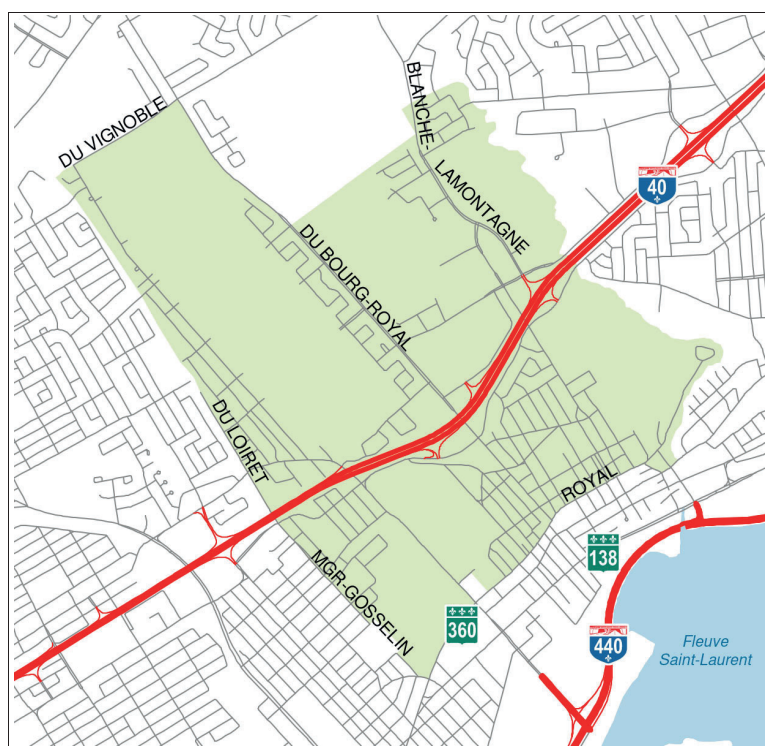 BLANCHE-
DU VIGNOBLE
LAMONTAGNE
40
DU BOURG-ROYAL
DU LOIRET
ROYAL
MGR-GOSSELIN
138
360
440
Fleuve
Saint-Laurent